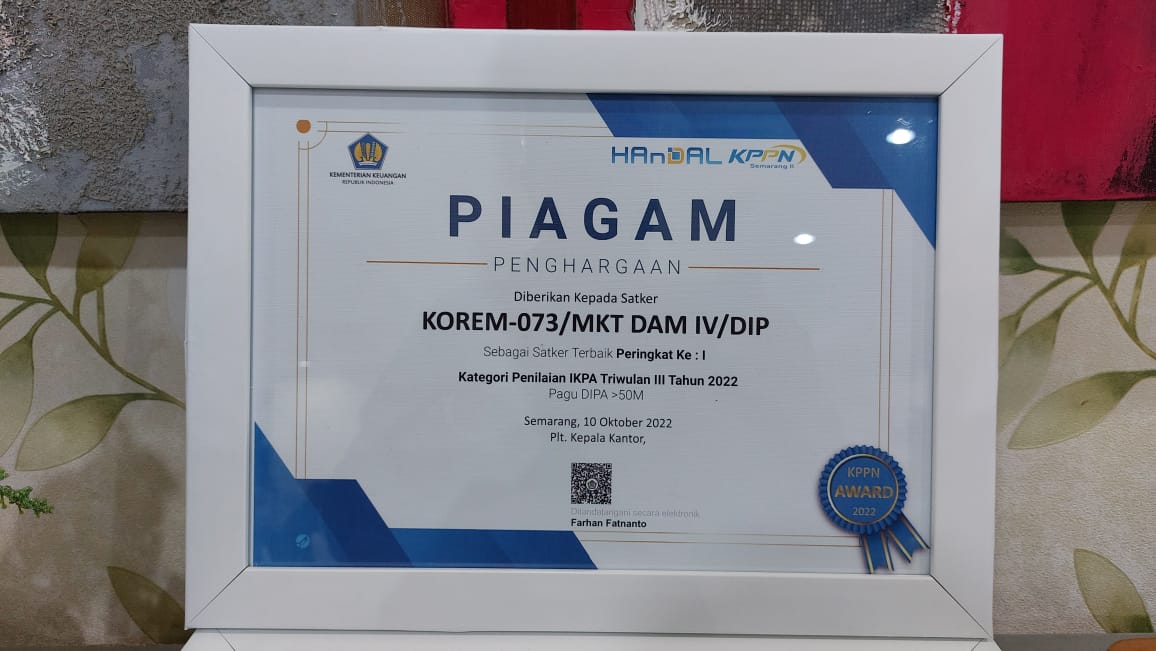 KEMENTERIAN KEUANGAN
REPUBLIK INDONESIA
HAnDAL KPPN
Semarang II
PIAGAM
PENGHARGAAN
Diberikan Kepada Satker
KOREM-073/MKT DAM IV/DIP
Sebagai Satker Terbaik Peringkat Ke : I
Kategori Penilaian IKPA Triwulan III Tahun 2022
Pagu DIPA >50M
Semarang, 10 Oktober 2022
Plt. Kepala Kantor,
Ditandatangani secara elektronik
Farhan Fatnanto
KPPN
AWARD
2022